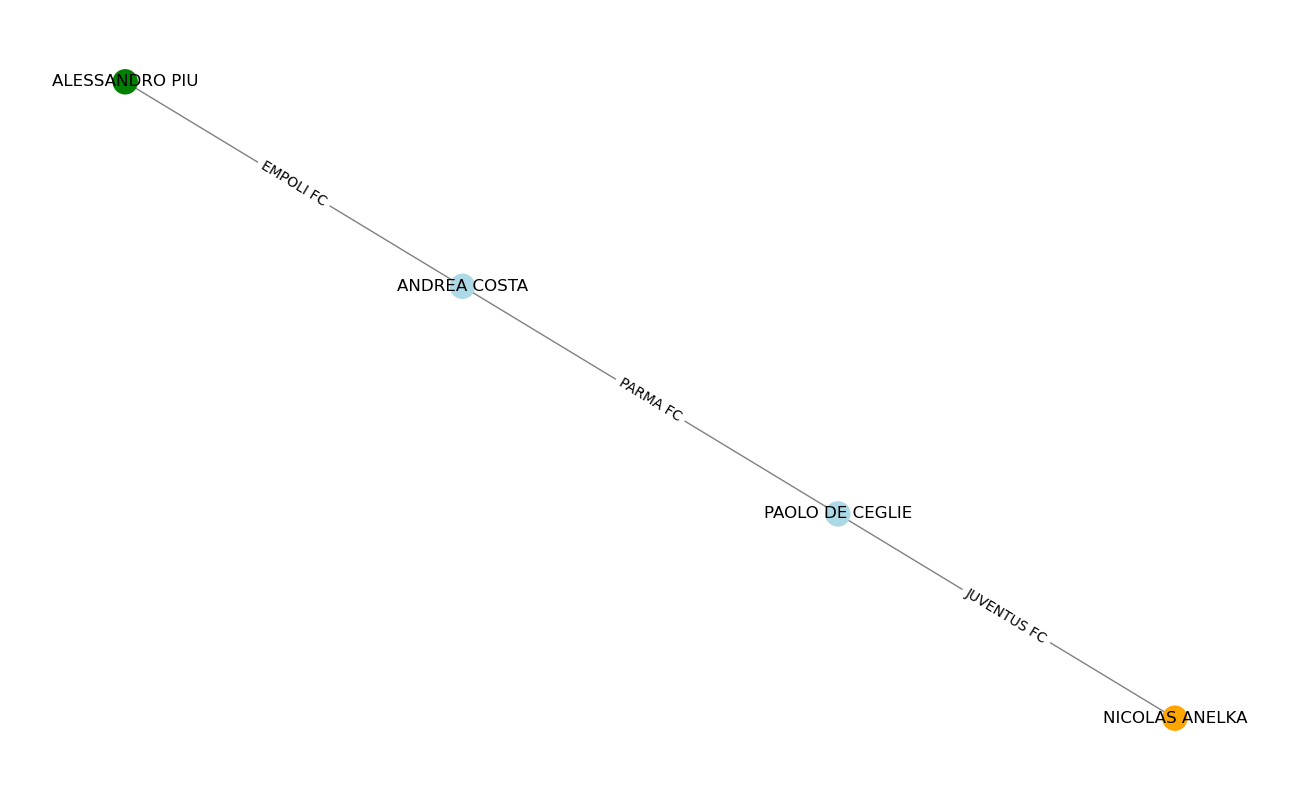 ALESSANDRO PIU
EMPOLI FC
ANDREA COSTA
PARMA FC
PAOLO DE CEGLIE
JUVENTUS FC
NICOLAS ANELKA